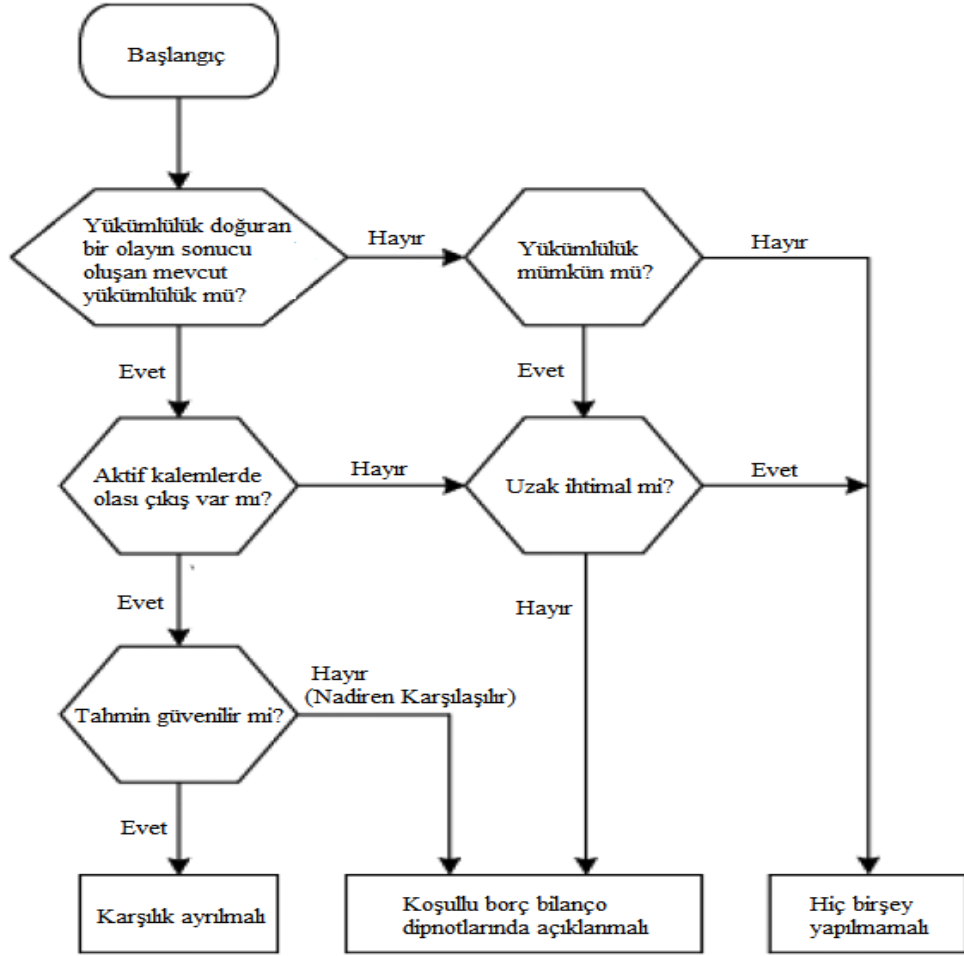 Başlangıç
Yükümlülük doğuran
bir olayın sonucu
oluşan mevcut
yükümlülük mü?
Hayır
Yükümlülük
mümkün mü?
Hayır
Evet
Evet
Aktif kalemlerde
olası çıkış var mı?
Hayır
Uzak ihtimal mi?
Evet
Evet
Hayır
Tahmin güvenilir mi?
Hayır
(Nadiren Karşılaşılır)
Evet
Karşılık ayrılmalı
Koşullu borç bilanço
dipnotlarında açıklanmalı
Hiç birşey
yapılmamalı